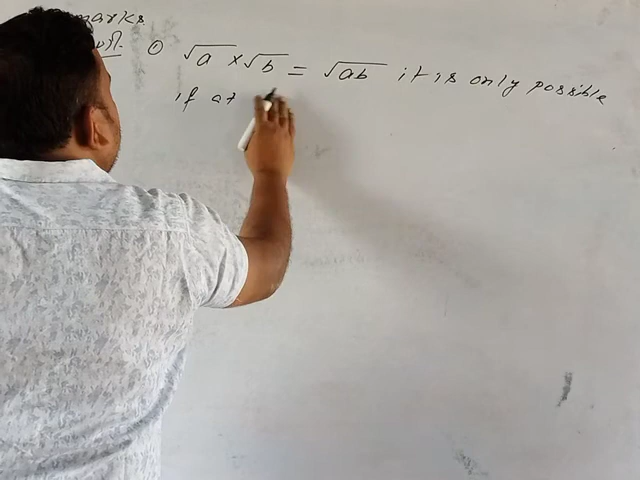 marks
① √a × √b = √ab it is only possible
if at